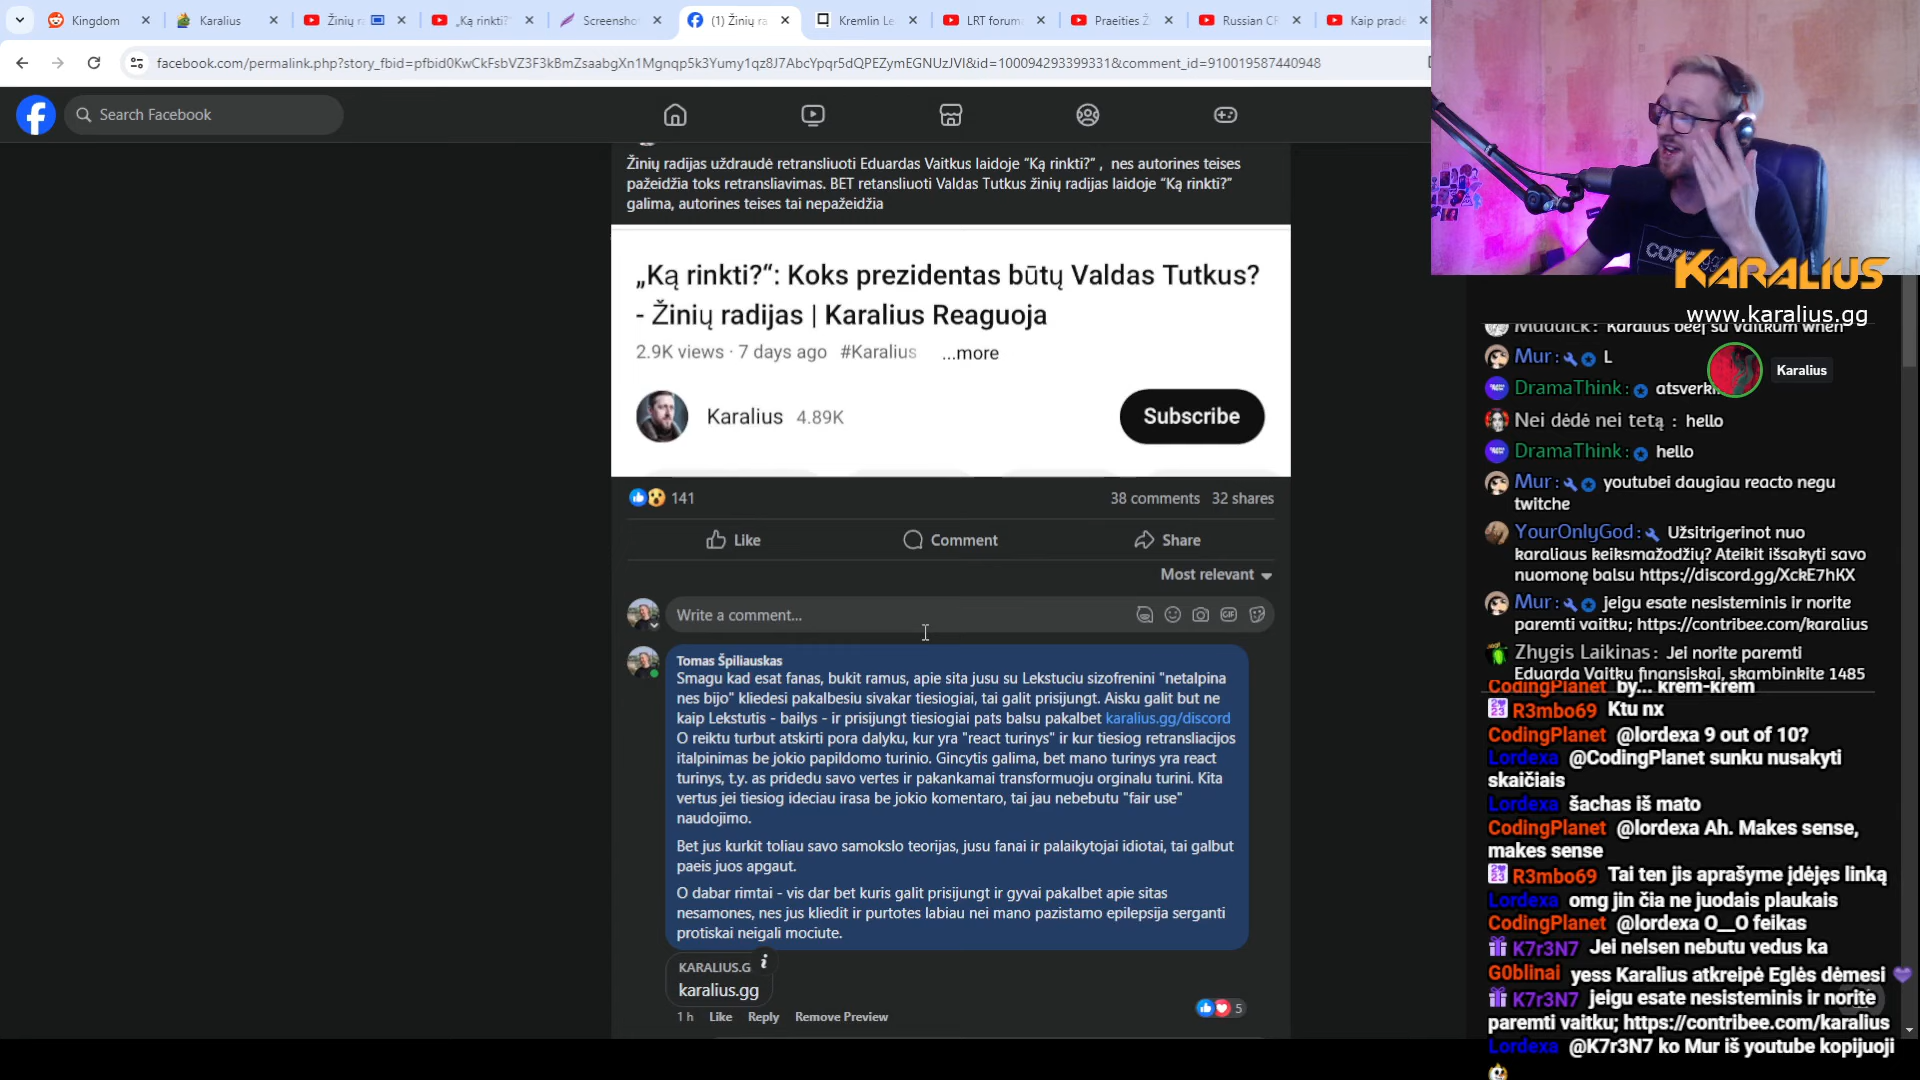 Kingdom
Karalius
Žinių r
„Ką rinkti?"
Screensho
(1) Žinių ra
Kremlin Le
LRT forum
Praeities Ž
Russian CR
Kaip prad
facebook.com/permalink.php?story_fbid=pfbid0KwCkFsbVZ3F3kBmZsaabgXn1Mgnqp5k3Yumy1qz8J7AbcYpqr5dQPEZymEGNUzJVl&id=100094293399331&comment_id=910019587440948
Search Facebook
Žinių radijas uždraudė retransliuoti Eduardas Vaitkus laidoje “Ką rinkti?” , nes autorines teises
pažeidžia toks retransliavimas. BET retansliuoti Valdas Tutkus žinių radijas laidoje “Ką rinkti?”
galima, autorines teises tai nepažeidžia
„Ką rinkti?“: Koks prezidentas būtų Valdas Tutkus?
- Žinių radijas | Karalius Reaguoja
2.9K views · 7 days ago #Karalius ...more
Karalius 4.89K
Subscribe
141
38 comments 32 shares
Like
Comment
Share
Most relevant
Write a comment...
Tomas Špiliauskas
Smagu kad esat fanas, bukit ramus, apie sita jusu su Lekstuciu sizofrenini "netalpina
nes bijo" kliedesi pakalbesiu sivakar tiesiogiai, tai galit prisijungt. Aisku galit but ne
kaip Lekstutis - bailys - ir prisijungt tiesiogiai pats balsu pakalbet karalius.gg/discord
O reiktu turbut atskirti pora dalyku, kur yra "react turinys" ir kur tiesiog retransliacijos
italpinimas be jokio papildomo turinio. Gincytis galima, bet mano turinys yra react
turinys, t.y. as pridedu savo vertes ir pakankamai transformuoju orginalu turini. Kita
vertus jei tiesiog ideciau irasa be jokio komentaro, tai jau nebebutu "fair use"
naudojimo.
Bet jus kurkit toliau savo samokslo teorijas, jusu fanai ir palaikytojai idiotai, tai galbut
paeis juos apgaut.
O dabar rimtai - vis dar bet kuris galit prisijungt ir gyvai pakalbet apie sitas
nesamones, nes jus kliedit ir purtotes labiau nei mano pazistamo epilepsija serganti
protiskai neigali mociute.
KARALIUS.G
karalius.gg
1 h Like Reply Remove Preview
5
KARALIUS
www.karalius.gg
Muddick: Karalius beef su vaitkum when
Mur: L
Karalius
DramaThink: atsverk
Nei dėdė nei tetą : hello
DramaThink: hello
Mur: youtubei daugiau reacto negu
twitche
YourOnlyGod: Užsitrigerinot nuo
karaliaus keiksmažodžių? Ateikit išsakyti savo
nuomonę balsu https://discord.gg/XckE7hKX
Mur: jeigu esate nesisteminis ir norite
paremti vaitku; https://contribee.com/karalius
Zhygis Laikinas: Jei norite paremti
Eduarda Vaitku finansiskai, skambinkite 1485
CodingPlanet by... krem-krem
R3mbo69 Ktu nx
CodingPlanet @lordexa 9 out of 10?
Lordexa @CodingPlanet sunku nusakyti
skaičiais
Lordexa šachas iš mato
CodingPlanet @lordexa Ah. Makes sense,
makes sense
R3mbo69 Tai ten jis aprašyme įdėjęs linką
Lordexa omg jin čia ne juodais plaukais
CodingPlanet @lordexa O__O feikas
K7r3N7 Jei nelsen nebutu vedus ka
G0blinai yess Karalius atkreipė Eglės dėmesi
K7r3N7 jeigu esate nesisteminis ir norite
paremti vaitku; https://contribee.com/karalius
Lordexa @K7r3N7 ko Mur iš youtube kopijuoji